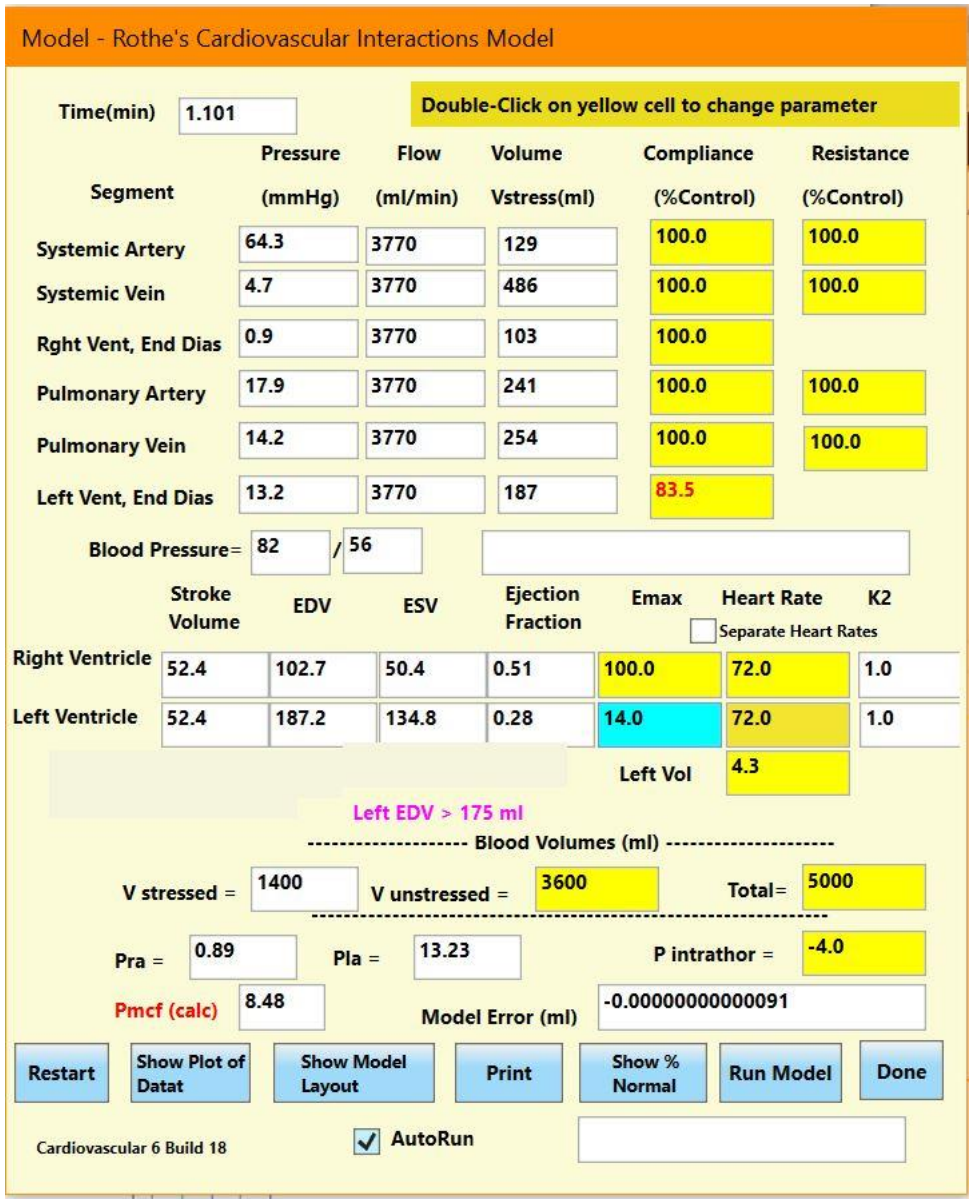 Model - Rothe's Cardiovascular Interactions Model
Time(min) 1.101 Double-Click on yellow cell to change parameter
Pressure Flow Volume Compliance Resistance
Segment (mmHg) (ml/min) Vstress(ml) (%Control) (%Control)
Systemic Artery 64.3 3770 129 100.0 100.0
Systemic Vein 4.7 3770 486 100.0 100.0
Rght Vent, End Dias 0.9 3770 103 100.0
Pulmonary Artery 17.9 3770 241 100.0 100.0
Pulmonary Vein 14.2 3770 254 100.0 100.0
Left Vent, End Dias 13.2 3770 187 83.5
Blood Pressure= 82 / 56
Stroke Volume EDV ESV Ejection Fraction Emax Heart Rate K2
Separate Heart Rates
Right Ventricle 52.4 102.7 50.4 0.51 100.0 72.0 1.0
Left Ventricle 52.4 187.2 134.8 0.28 14.0 72.0 1.0
Left Vol 4.3
Left EDV > 175 ml
------------------- Blood Volumes (ml) --------------------
V stressed = 1400 V unstressed = 3600 Total= 5000
Pra = 0.89 Pla = 13.23 P intrathor = -4.0
Pmcf (calc) 8.48 Model Error (ml) -0.00000000000091
Restart Show Plot of Datat Show Model Layout Print Show % Normal Run Model Done
Cardiovascular 6 Build 18 AutoRun